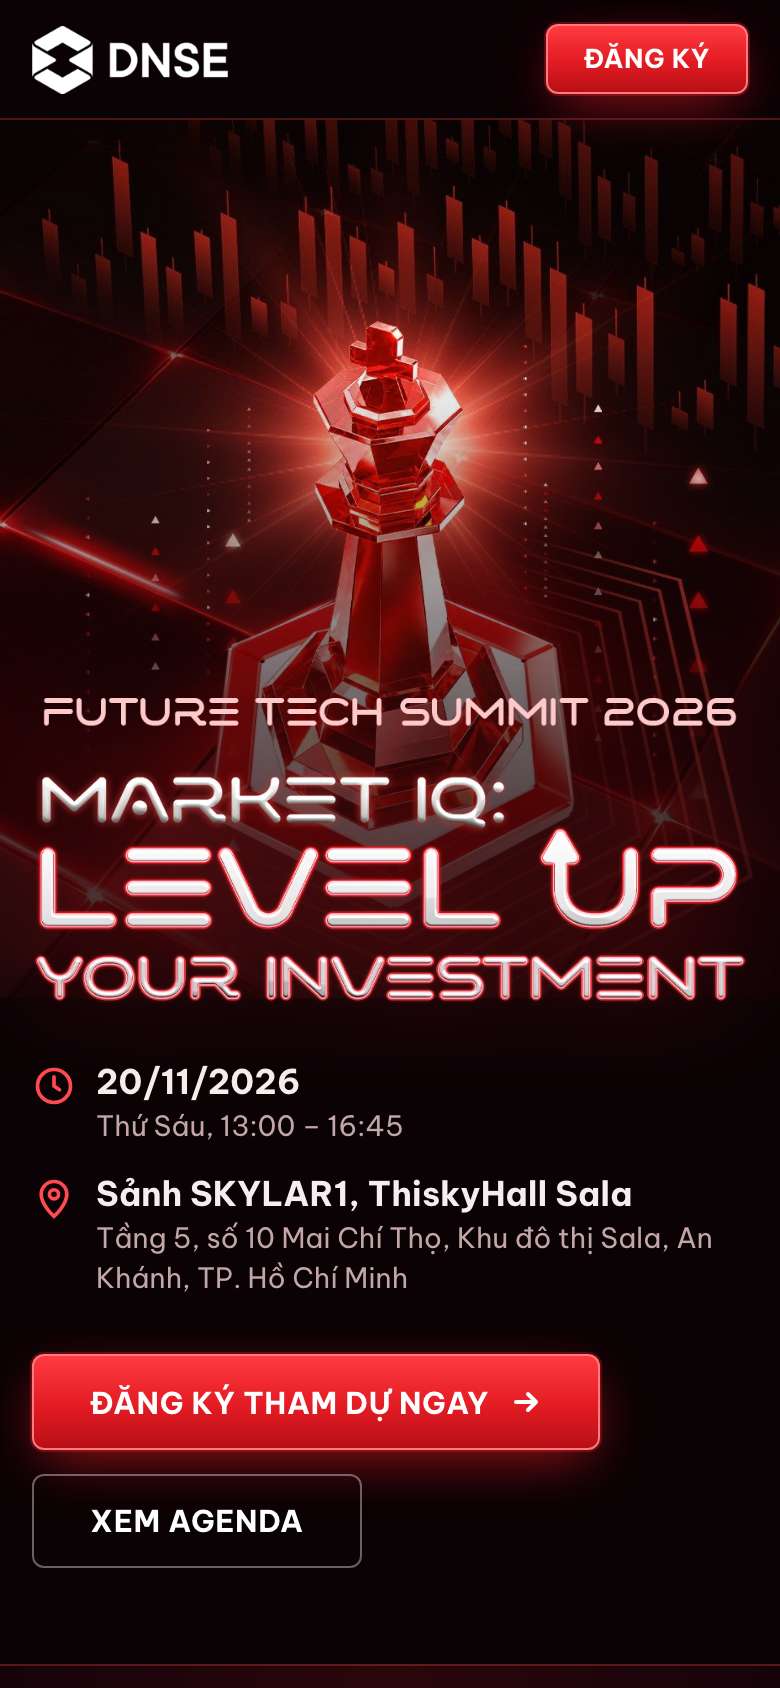 DNSE
ĐĂNG KÝ
FUTURE TECH SUMMIT 2026
MARKET IQ:
LEVEL UP
YOUR INVESTMENT
20/11/2026
Thứ Sáu, 13:00 – 16:45
Sảnh SKYLAR1, ThiskyHall Sala
Tầng 5, số 10 Mai Chí Thọ, Khu đô thị Sala, An
Khánh, TP. Hồ Chí Minh
ĐĂNG KÝ THAM DỰ NGAY →
XEM AGENDA